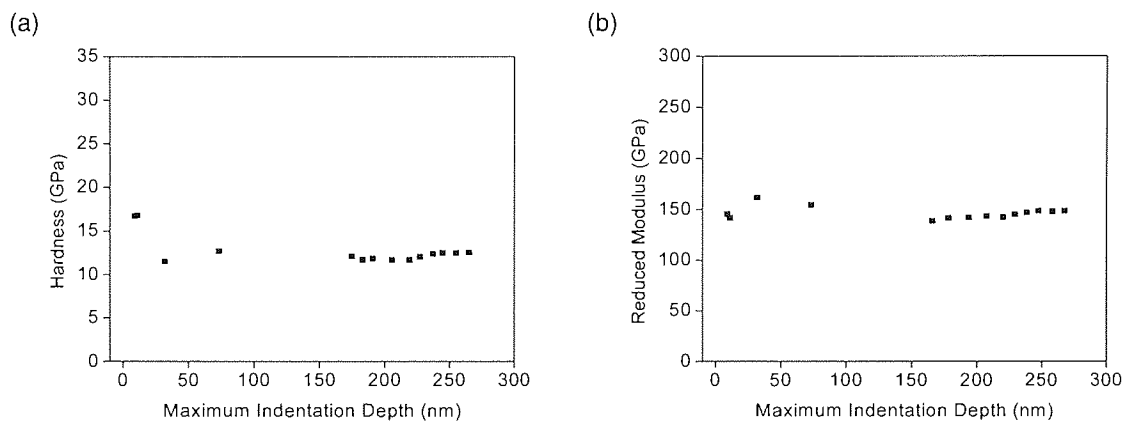 (a)
35
30
25
20
15
10
5
0
Hardness (GPa)
0 50 100 150 200 250 300
Maximum Indentation Depth (nm)
(b)
300
250
200
150
100
50
0
Reduced Modulus (GPa)
0 50 100 150 200 250 300
Maximum Indentation Depth (nm)